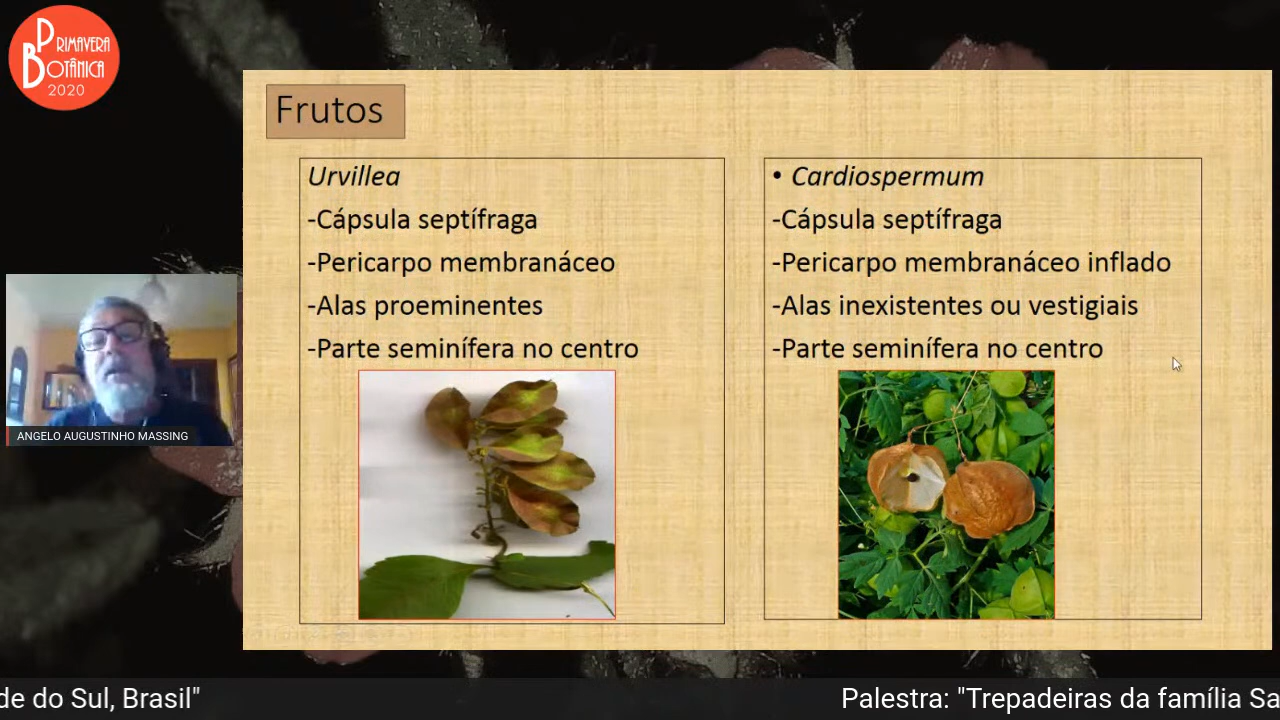 PRIMAVERA
BOTÂNICA
2020
Frutos
Urvillea
-Cápsula septífraga
-Pericarpo membranáceo
-Alas proeminentes
-Parte seminífera no centro
• Cardiospermum
-Cápsula septífraga
-Pericarpo membranáceo inflado
-Alas inexistentes ou vestigiais
-Parte seminífera no centro
ANGELO AUGUSTINHO MASSING
de do Sul, Brasil"
Palestra: "Trepadeiras da família Sa